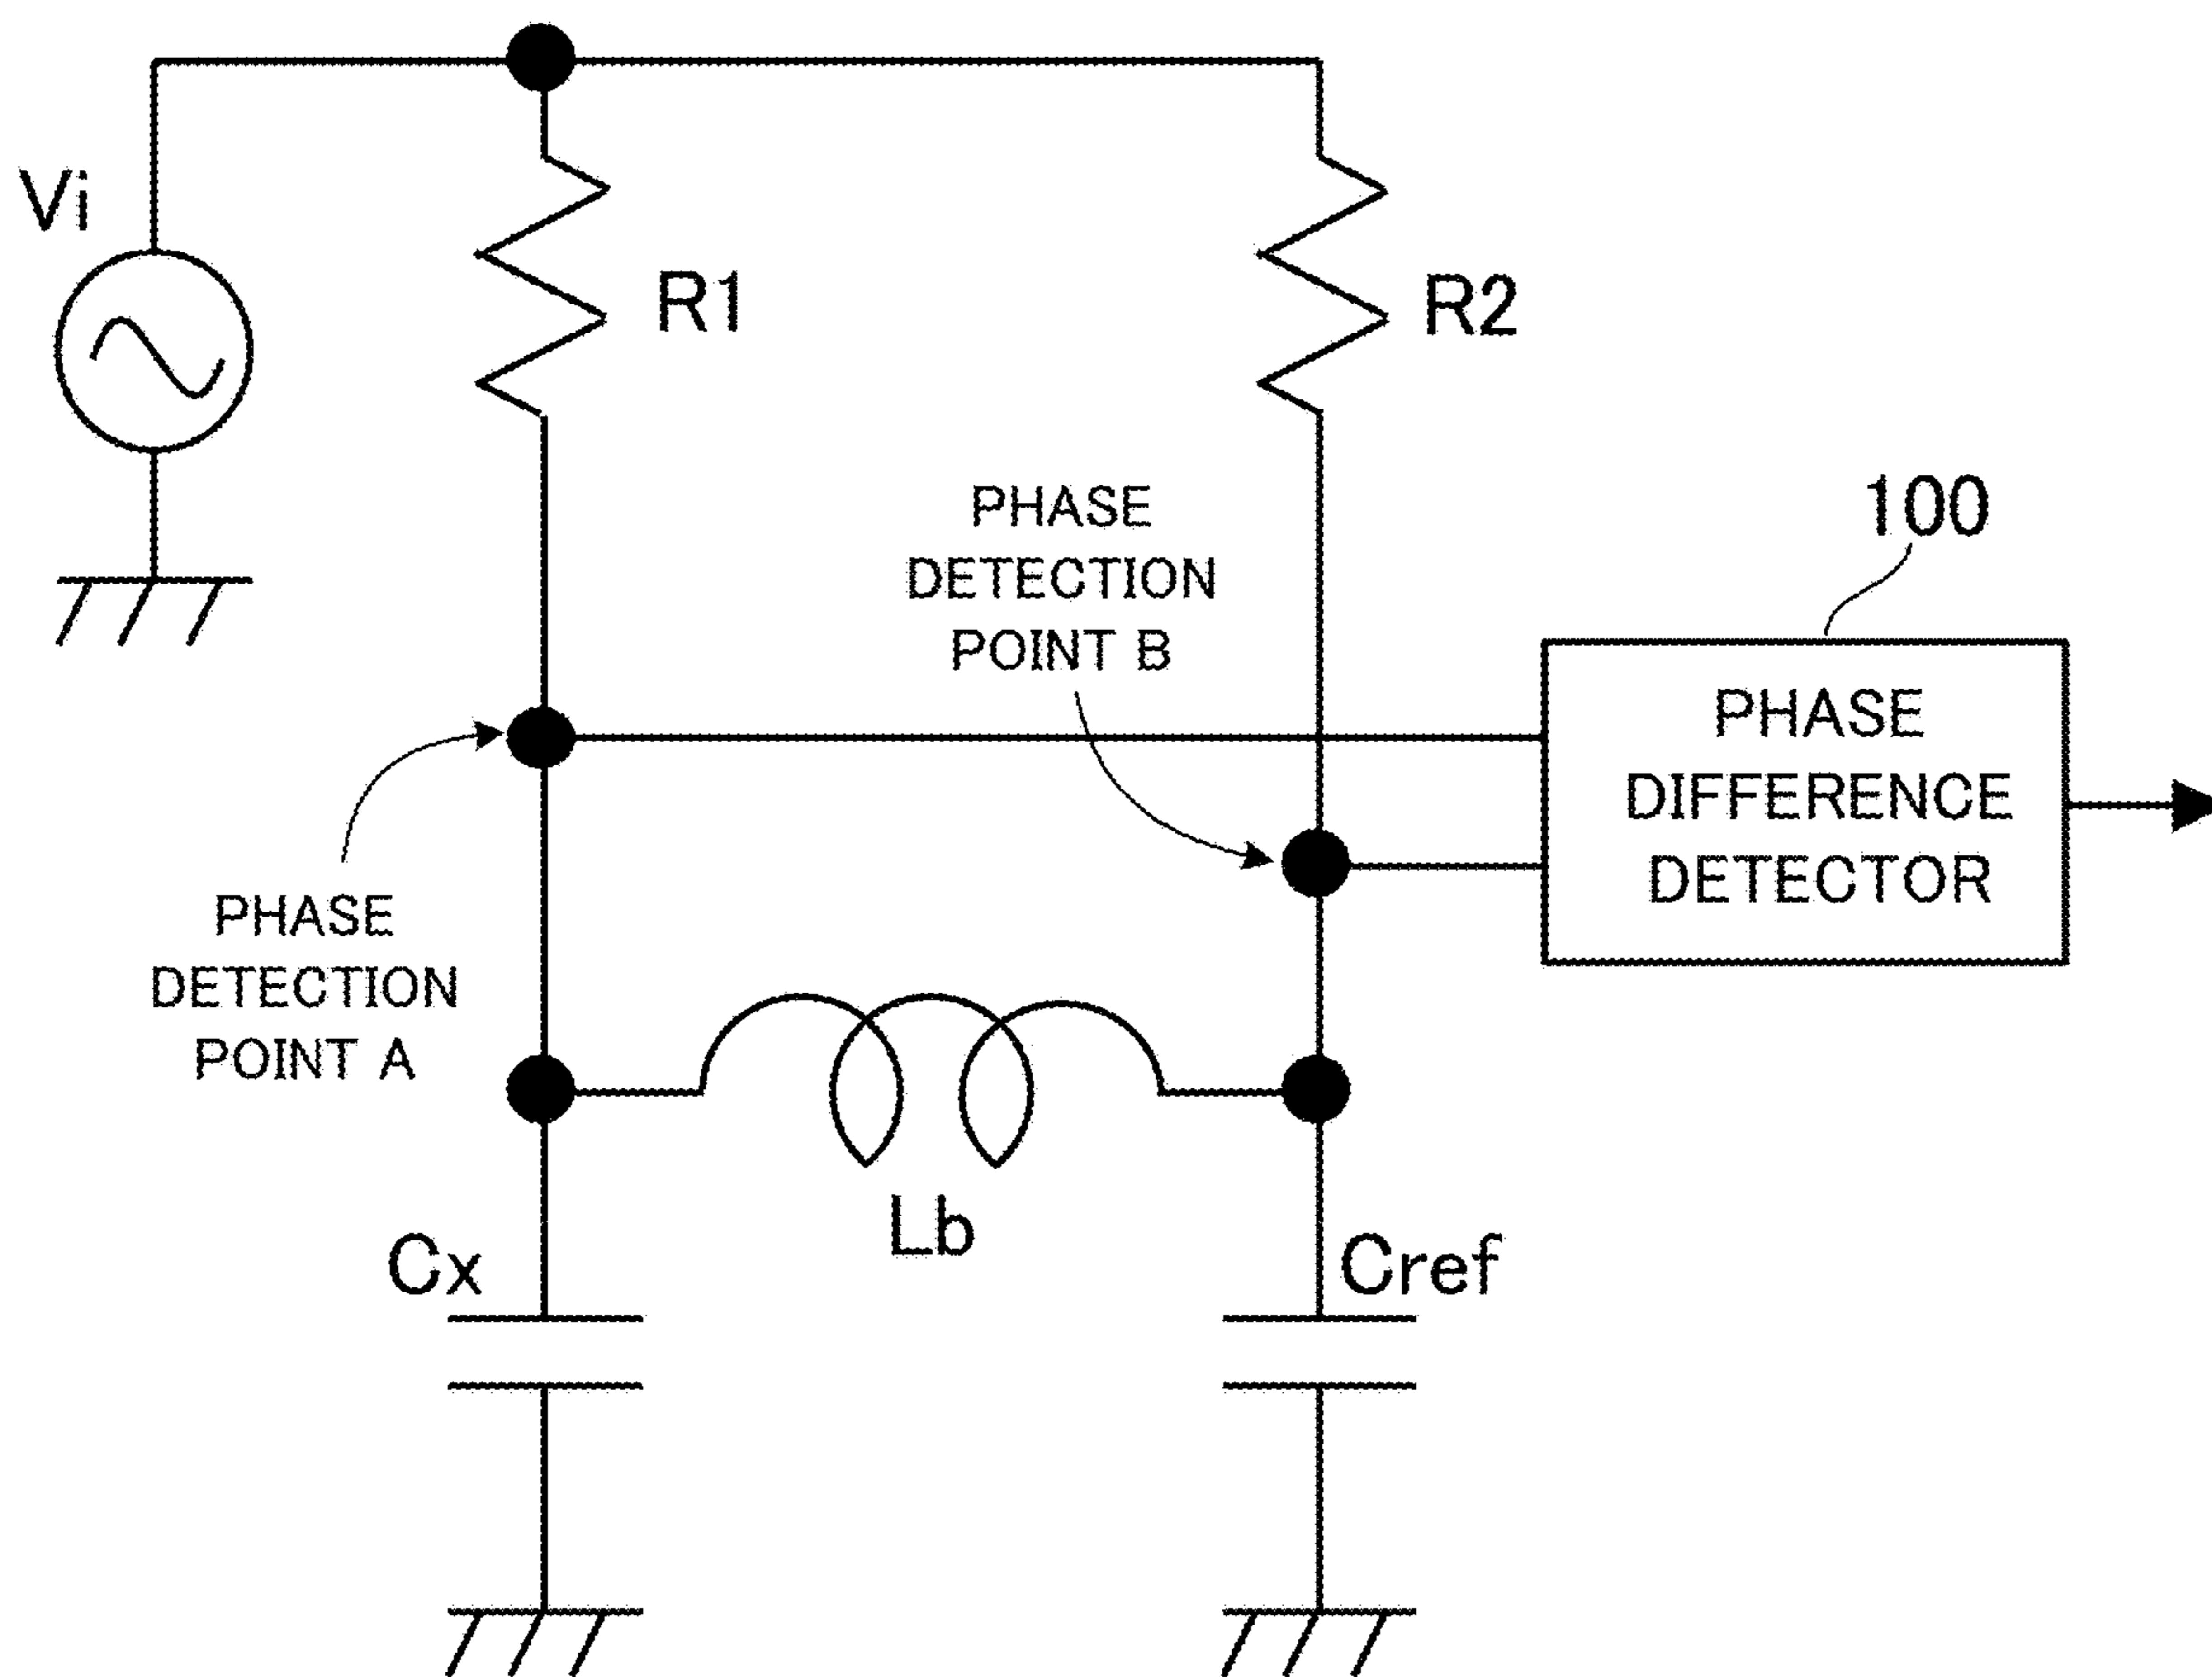 Vi
R1
R2
PHASE
DETECTION
POINT B
100
PHASE
DIFFERENCE
DETECTOR
PHASE
DETECTION
POINT A
Lb
Cx
Cref